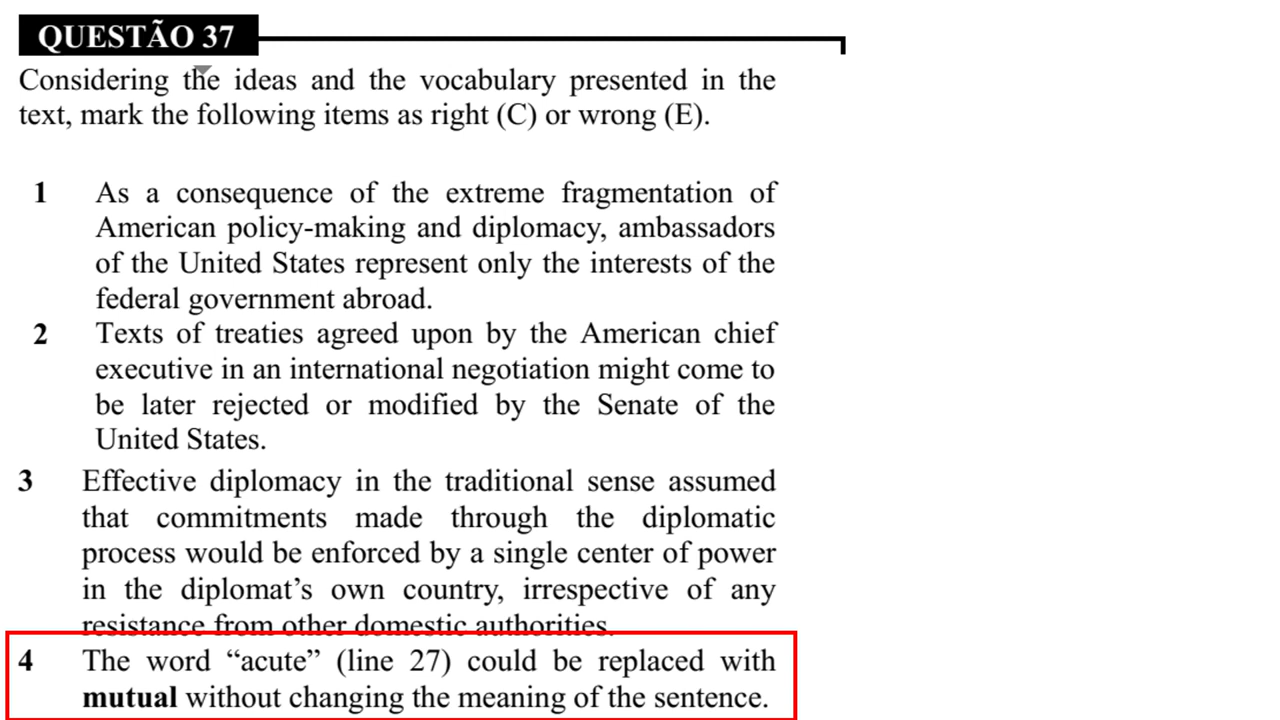 QUESTÃO 37
Considering the ideas and the vocabulary presented in the
text, mark the following items as right (C) or wrong (E).
1 As a consequence of the extreme fragmentation of
American policy-making and diplomacy, ambassadors
of the United States represent only the interests of the
federal government abroad.
2 Texts of treaties agreed upon by the American chief
executive in an international negotiation might come to
be later rejected or modified by the Senate of the
United States.
3 Effective diplomacy in the traditional sense assumed
that commitments made through the diplomatic
process would be enforced by a single center of power
in the diplomat’s own country, irrespective of any
resistance from other domestic authorities.
4 The word “acute” (line 27) could be replaced with
mutual without changing the meaning of the sentence.